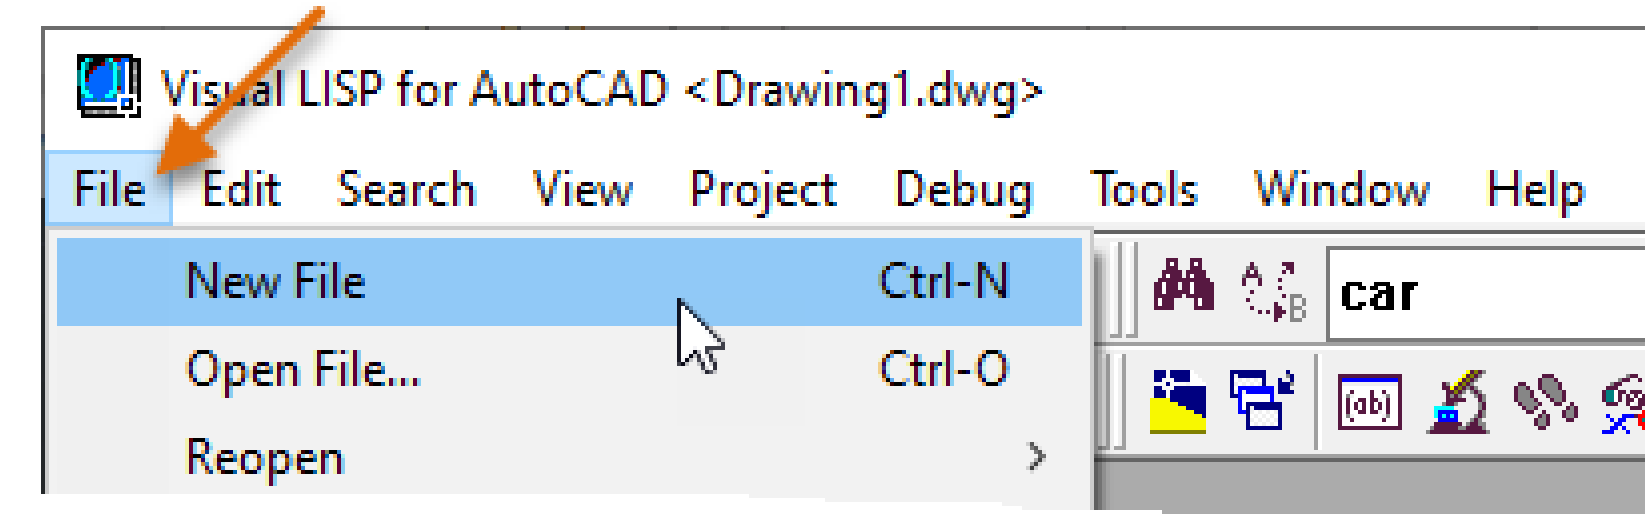 Visual LISP for AutoCAD <Drawing1.dwg>
File Edit Search View Project Debug Tools Window Help
New File Ctrl-N
car
Open File... Ctrl-O
(ab)
Reopen >